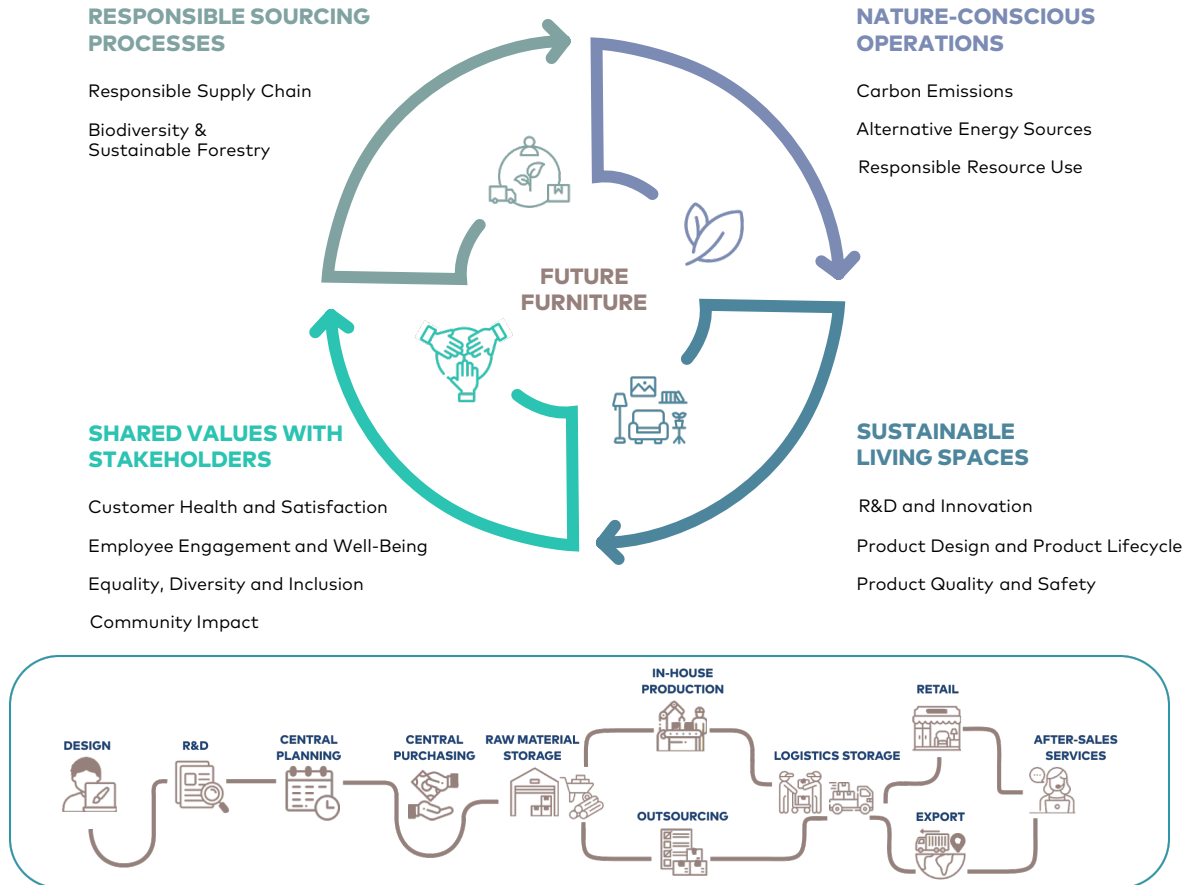 RESPONSIBLE SOURCING
PROCESSES
Responsible Supply Chain
Biodiversity &
Sustainable Forestry
NATURE-CONSCIOUS
OPERATIONS
Carbon Emissions
Alternative Energy Sources
Responsible Resource Use
FUTURE
FURNITURE
SHARED VALUES WITH
STAKEHOLDERS
Customer Health and Satisfaction
Employee Engagement and Well-Being
Equality, Diversity and Inclusion
Community Impact
SUSTAINABLE
LIVING SPACES
R&D and Innovation
Product Design and Product Lifecycle
Product Quality and Safety
DESIGN
R&D
CENTRAL
PLANNING
CENTRAL
PURCHASING
RAW MATERIAL
STORAGE
IN-HOUSE
PRODUCTION
OUTSOURCING
LOGISTICS STORAGE
RETAIL
EXPORT
AFTER-SALES
SERVICES